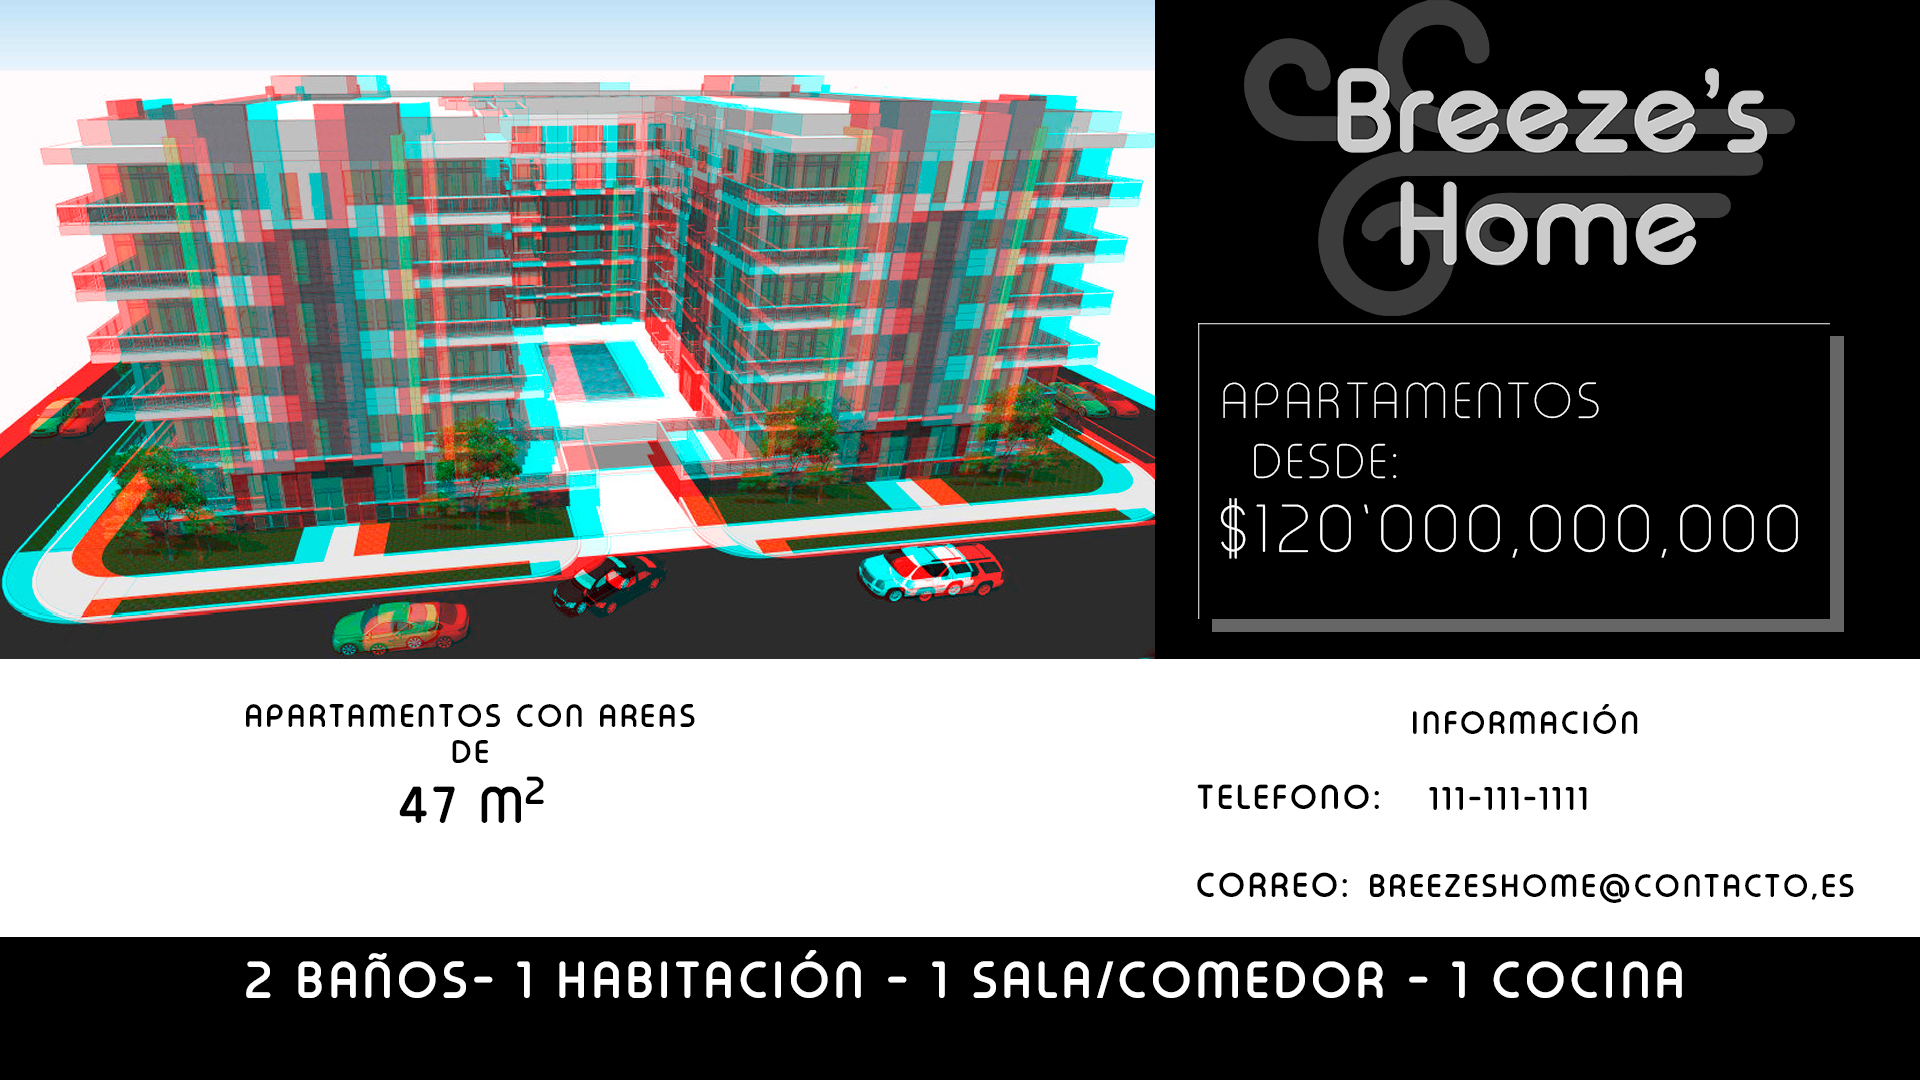 Breeze's
Home
APARTAMENTOS
DESDE:
$120'000,000,000
APARTAMENTOS CON AREAS
DE
47 m²
INFORMACIÓN
TELEFONO: 111-111-1111
CORREO: BREEZESHOME@CONTACTO,ES
2 BAÑOS- 1 HABITACIÓN - 1 SALA/COMEDOR - 1 COCINA